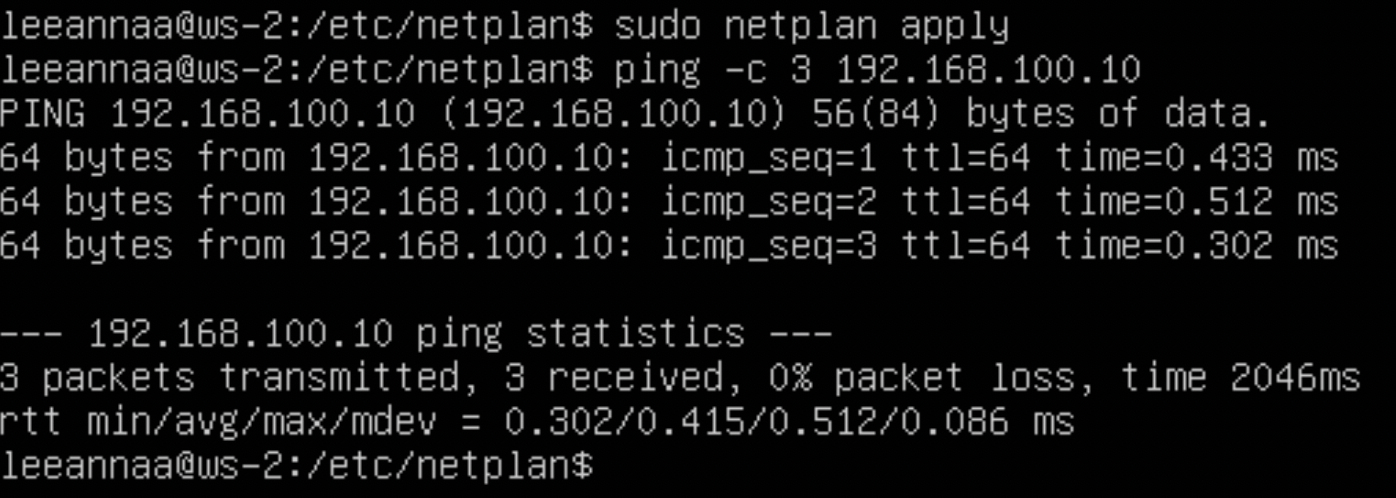 leeannaa@ws-2:/etc/netplan$ sudo netplan apply
leeannaa@ws-2:/etc/netplan$ ping -c 3 192.168.100.10
PING 192.168.100.10 (192.168.100.10) 56(84) bytes of data.
64 bytes from 192.168.100.10: icmp_seq=1 ttl=64 time=0.433 ms
64 bytes from 192.168.100.10: icmp_seq=2 ttl=64 time=0.512 ms
64 bytes from 192.168.100.10: icmp_seq=3 ttl=64 time=0.302 ms

--- 192.168.100.10 ping statistics ---
3 packets transmitted, 3 received, 0% packet loss, time 2046ms
rtt min/avg/max/mdev = 0.302/0.415/0.512/0.086 ms
leeannaa@ws-2:/etc/netplan$